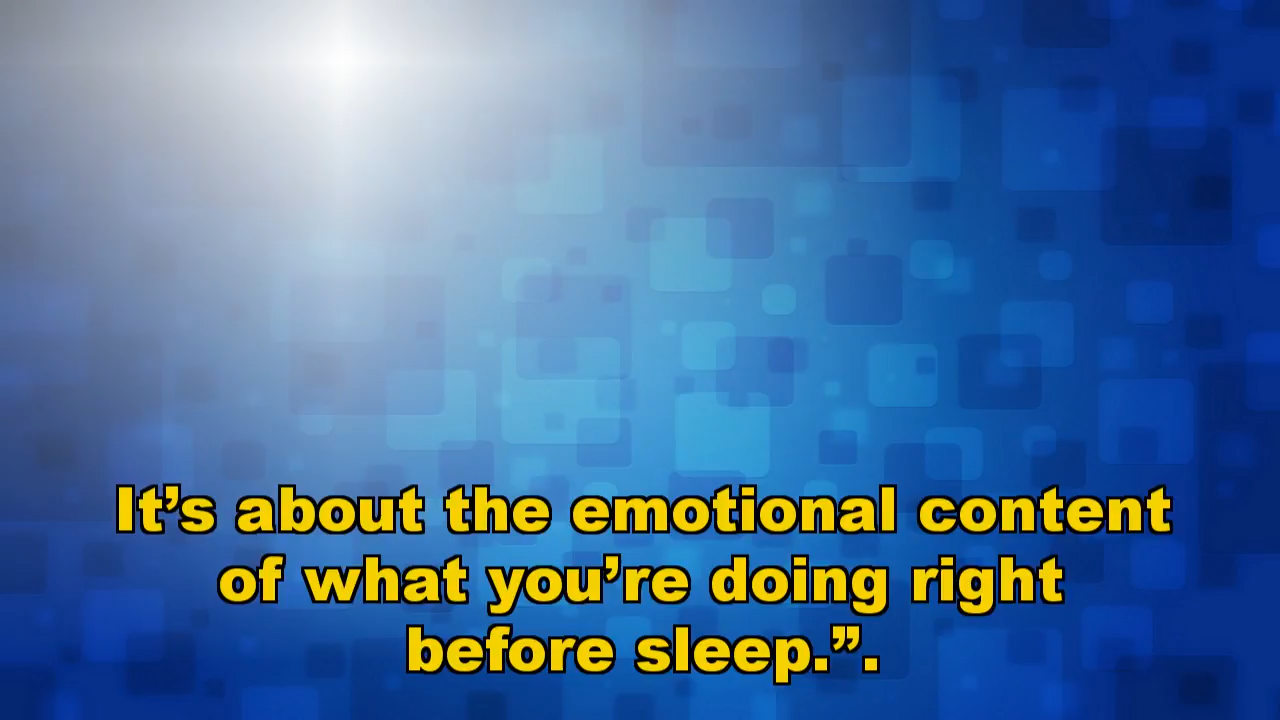 It’s about the emotional content
of what you’re doing right
before sleep.”.